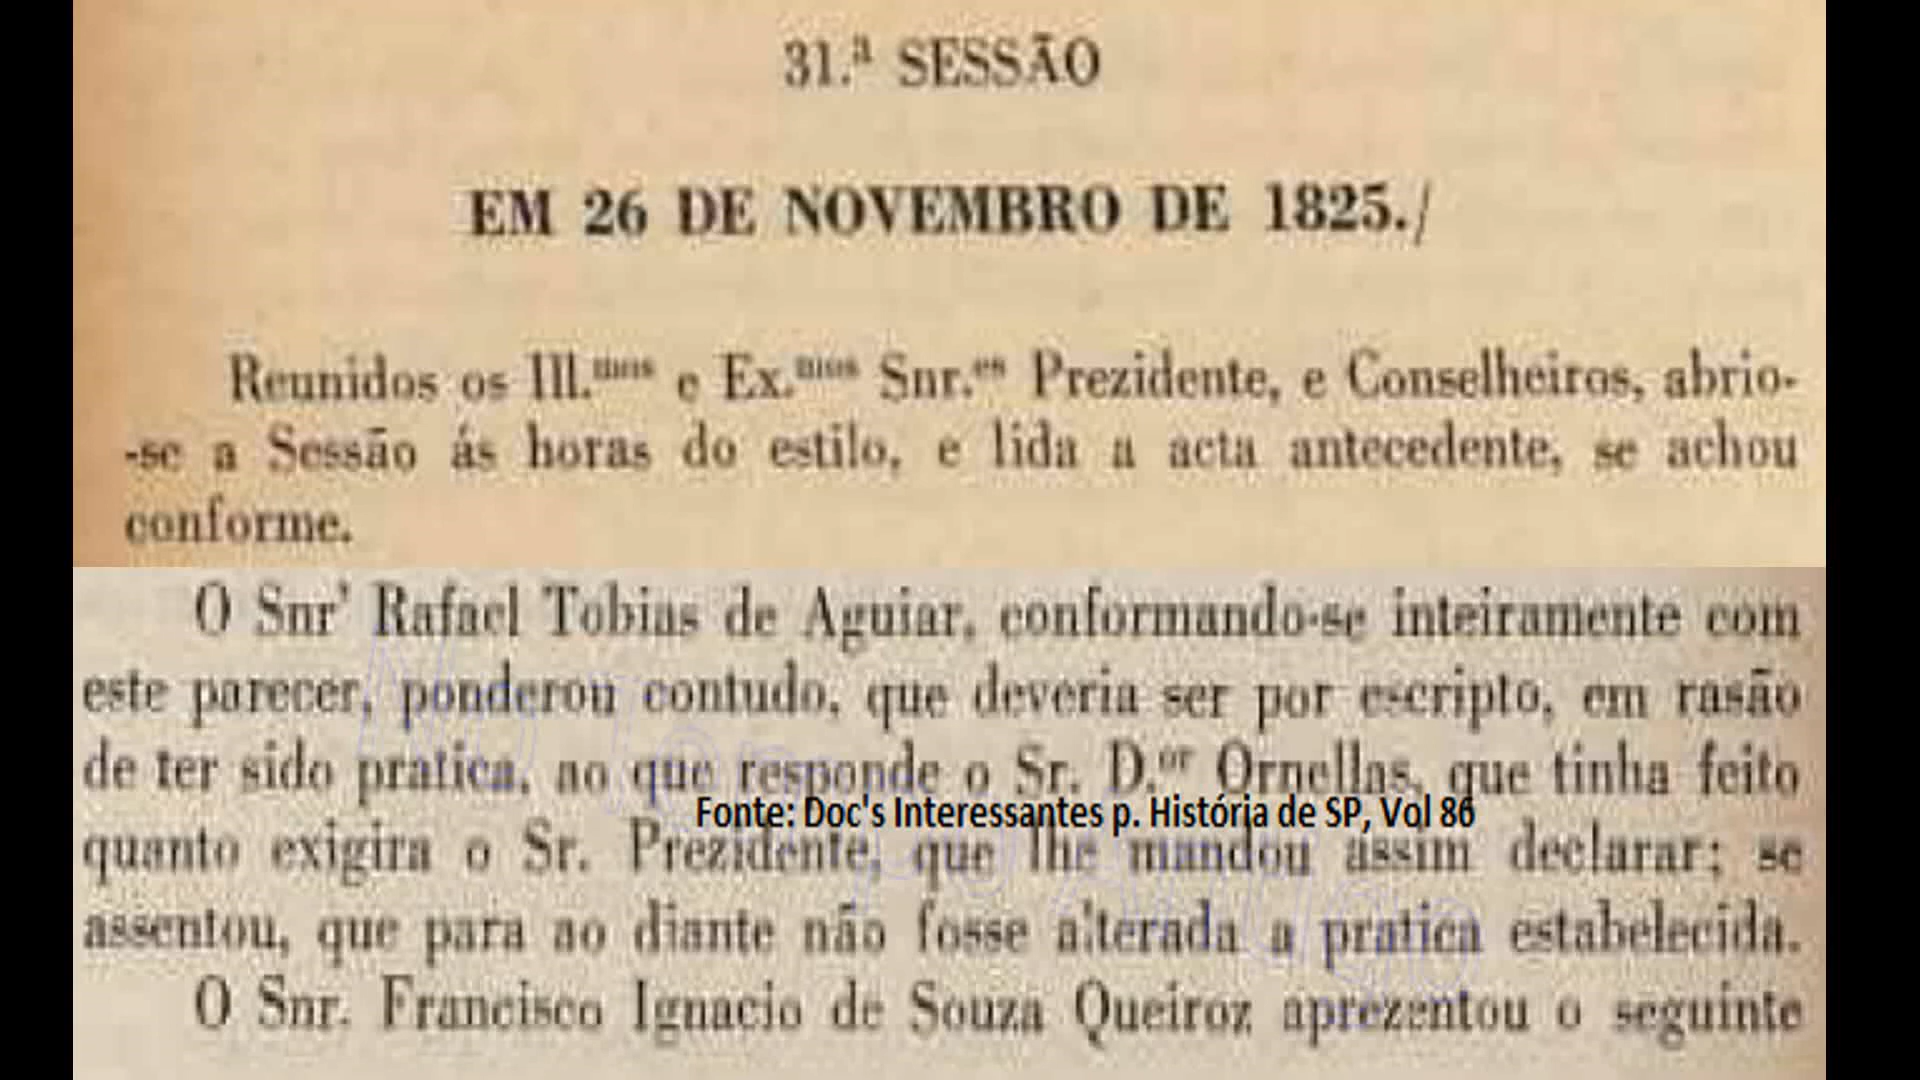 31.ª SESSÃO
EM 26 DE NOVEMBRO DE 1825./
Reunidos os Ill.mos e Ex.mos Snr.es Prezidente, e Conselheiros, abrio-
-se a Sessão ás horas do estilo, e lida a acta antecedente, se achou
conforme.
O Snr' Rafael Tobias de Aguiar, conformando-se inteiramente com
este parecer, ponderou contudo, que deveria ser por escripto, em rasão
de ter sido pratica, ao que responde o Sr. D.or Ornellas, que tinha feito
Fonte: Doc's Interessantes p. História de SP, Vol 86
quanto exigira o Sr. Prezidente, que lhe mandou assim declarar; se
assentou, que para ao diante não fosse alterada a pratica estabelecida.
O Snr. Francisco Ignacio de Souza Queiroz aprezentou o seguinte